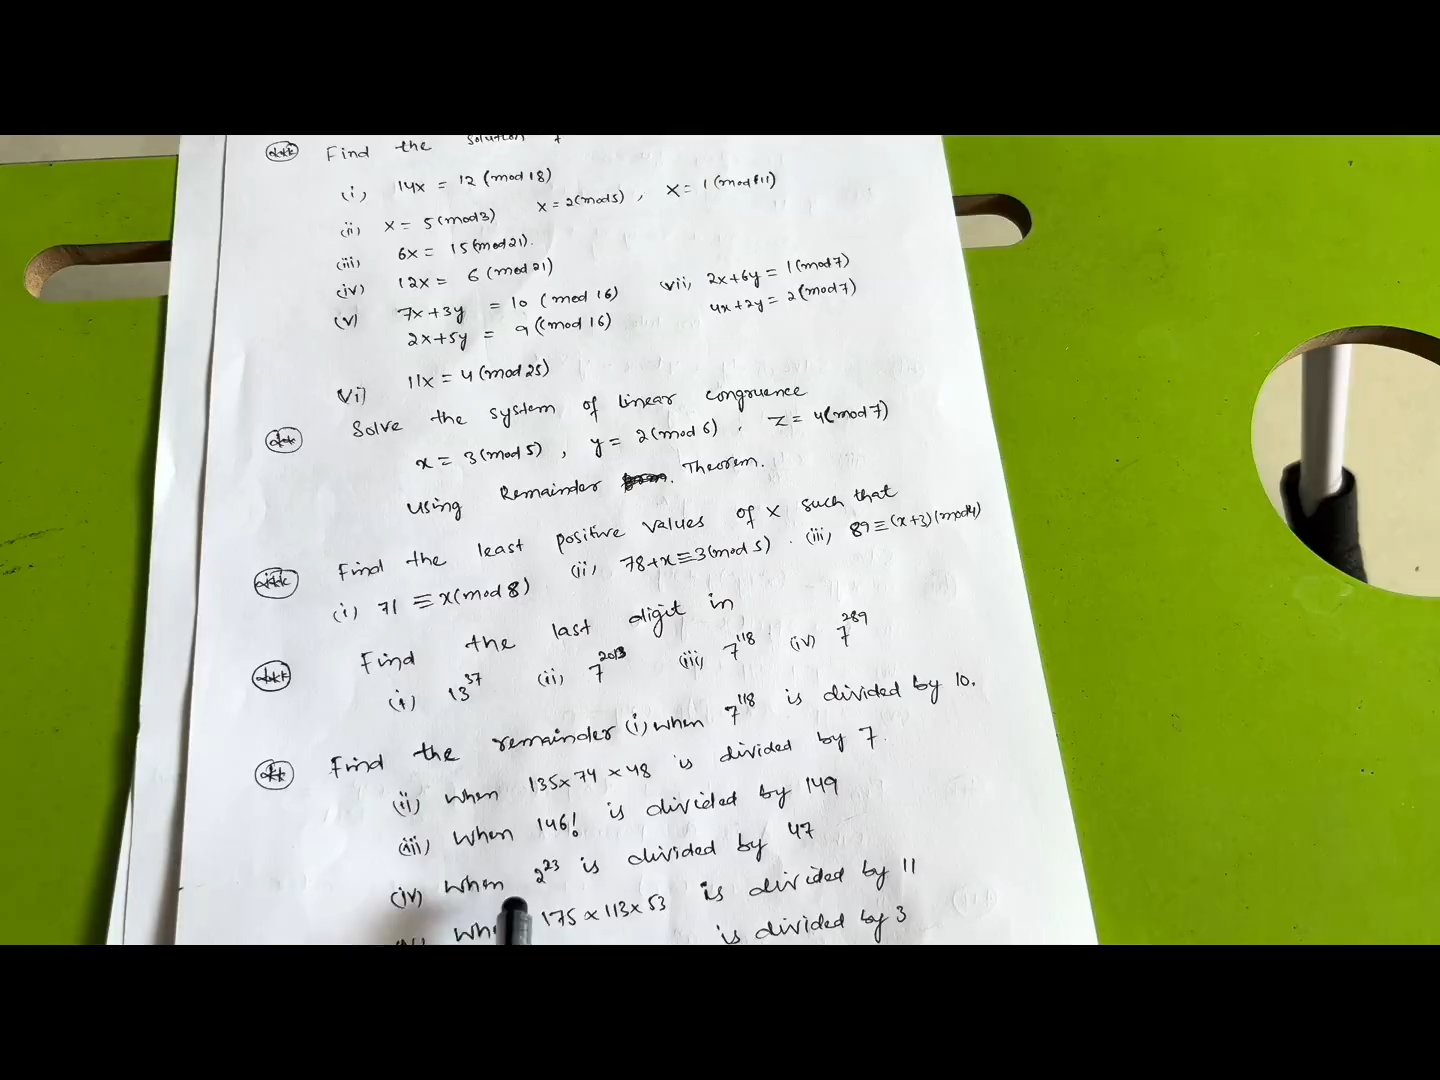 Find the solution
(i), 14x = 12 (mod 18)
(ii) x = 5 (mod 3) x = 2 (mod 5), x = 1 (mod 11)
(iii) 6x = 15 (mod 21).
(iv) 12x = 6 (mod 21)
(v) 7x+3y = 10 (mod 16)
2x+5y = 9 (mod 16)
(vii, 2x+6y = 1 (mod 7)
4x+2y = 2 (mod 7)
(vi) 11x = 4 (mod 25)
Solve the system of linear congruence
x = 3 (mod 5), y = 2 (mod 6), z = 4 (mod 7)
using Remainder Theorem.
Find the least positive values of x such that
(i) 71 ≡ x (mod 8) (ii, 78+x ≡ 3 (mod 5). (iii, 89 ≡ (x+3) (mod 4)
Find the last digit in
(i) 13^37 (ii, 7^2013 (iii, 7^118 (iv) 7^289
Find the remainder (i) when 7^118 is divided by 10.
(ii) when 135x74x48 is divided by 7.
(iii) when 146! is divided by 149
(iv) when 2^23 is divided by 47
175x113x53 is divided by 11
is divided by 3